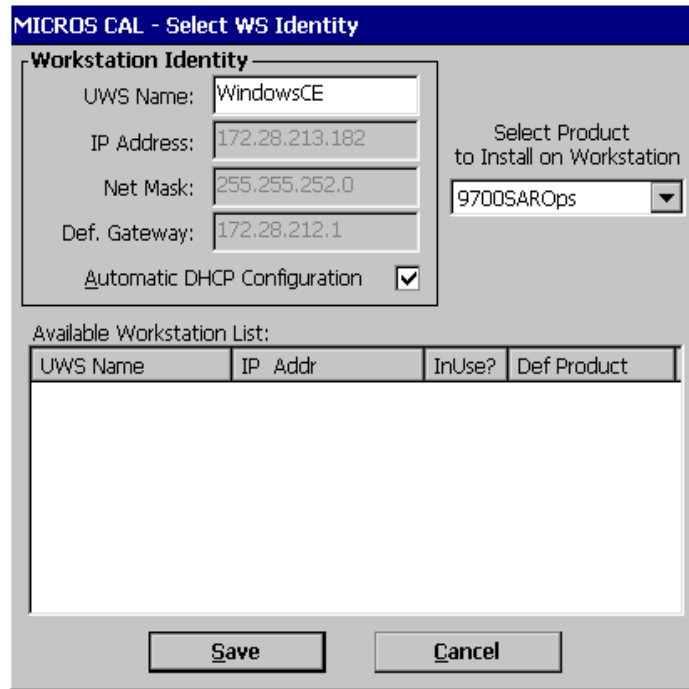 MICROS CAL - Select WS Identity
Workstation Identity
UWS Name: WindowsCE
IP Address: 172.28.213.182
Net Mask: 255.255.252.0
Def. Gateway: 172.28.212.1
Automatic DHCP Configuration
Select Product
to Install on Workstation
9700SAROps
Available Workstation List:
UWS Name IP Addr InUse? Def Product
Save Cancel